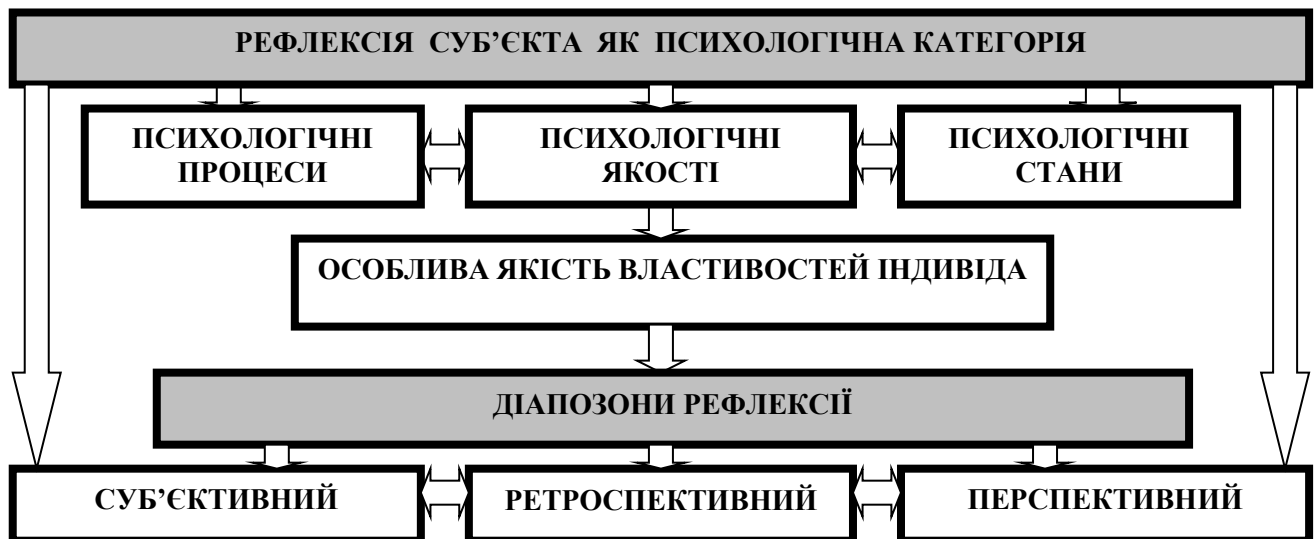 РЕФЛЕКСІЯ СУБ’ЄКТА ЯК ПСИХОЛОГІЧНА КАТЕГОРІЯ
ПСИХОЛОГІЧНІ
ПРОЦЕСИ
ПСИХОЛОГІЧНІ
ЯКОСТІ
ПСИХОЛОГІЧНІ
СТАНИ
ОСОБЛИВА ЯКІСТЬ ВЛАСТИВОСТЕЙ ІНДИВІДА
ДІАПОЗОНИ РЕФЛЕКСІЇ
СУБ’ЄКТИВНИЙ
РЕТРОСПЕКТИВНИЙ
ПЕРСПЕКТИВНИЙ